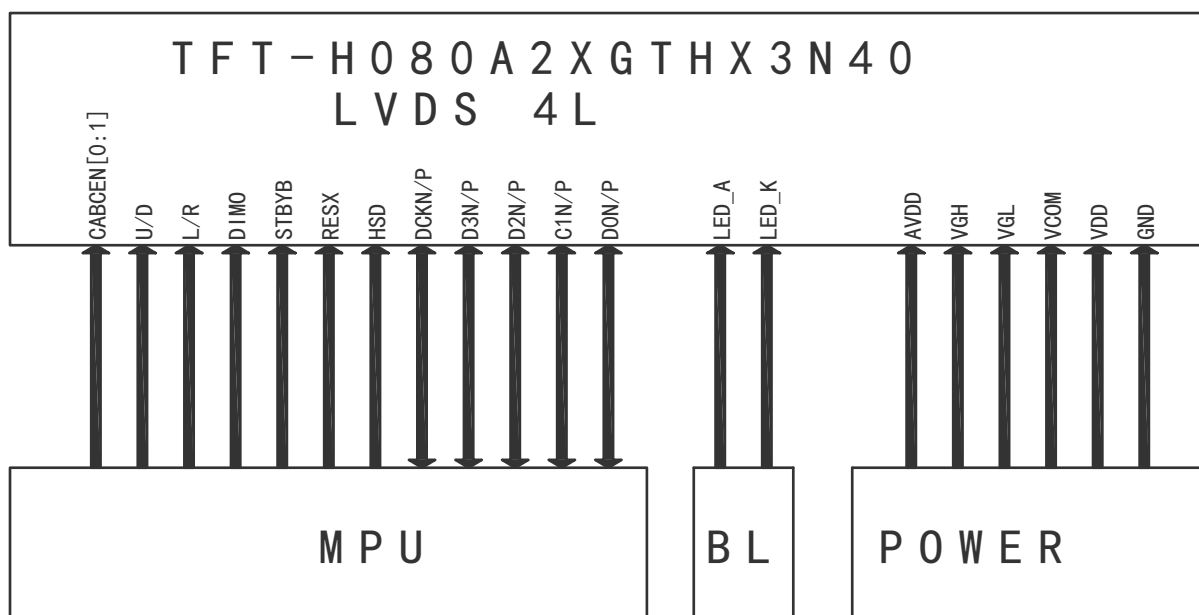 TFT-H080A2XGTHX3N40
LVDS 4L
CABCEN[0:1]
U/D
L/R
DIMO
STBYB
RESX
HSD
DCKN/P
D3N/P
D2N/P
C1N/P
D0N/P
LED_A
LED_K
AVDD
VGH
VGL
VCOM
VDD
GND
MPU
BL
POWER